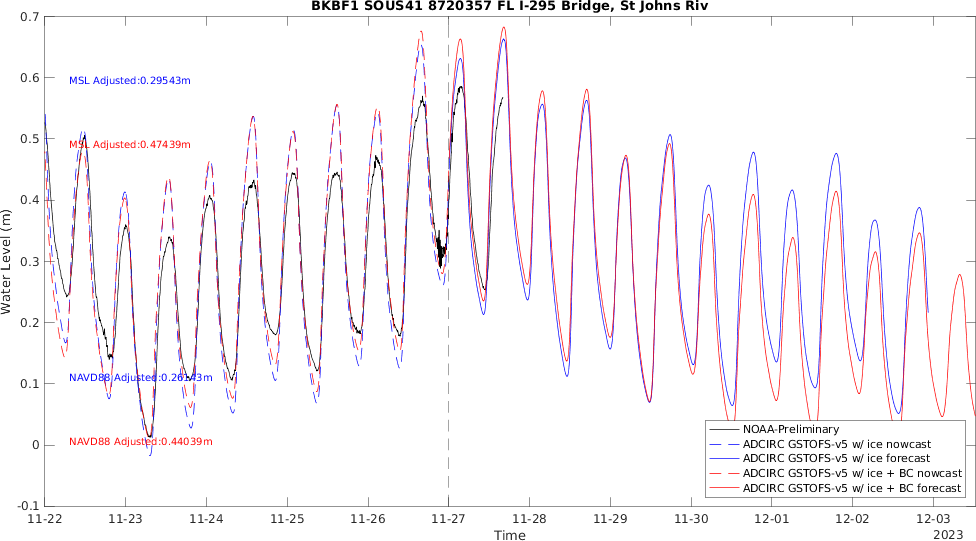 BKBF1 SOUS41 8720357 FL I-295 Bridge, St Johns Riv
0.7
0.6
0.5
0.4
0.3
0.2
0.1
0
-0.1
Water Level (m)
MSL Adjusted:0.29543m
MSL Adjusted:0.47439m
NAVD88 Adjusted:0.26143m
NAVD88 Adjusted:0.44039m
NOAA-Preliminary
ADCIRC GSTOFS-v5 w/ ice nowcast
ADCIRC GSTOFS-v5 w/ ice forecast
ADCIRC GSTOFS-v5 w/ ice + BC nowcast
ADCIRC GSTOFS-v5 w/ ice + BC forecast
11-22 11-23 11-24 11-25 11-26 11-27 11-28 11-29 11-30 12-01 12-02 12-03
Time
2023